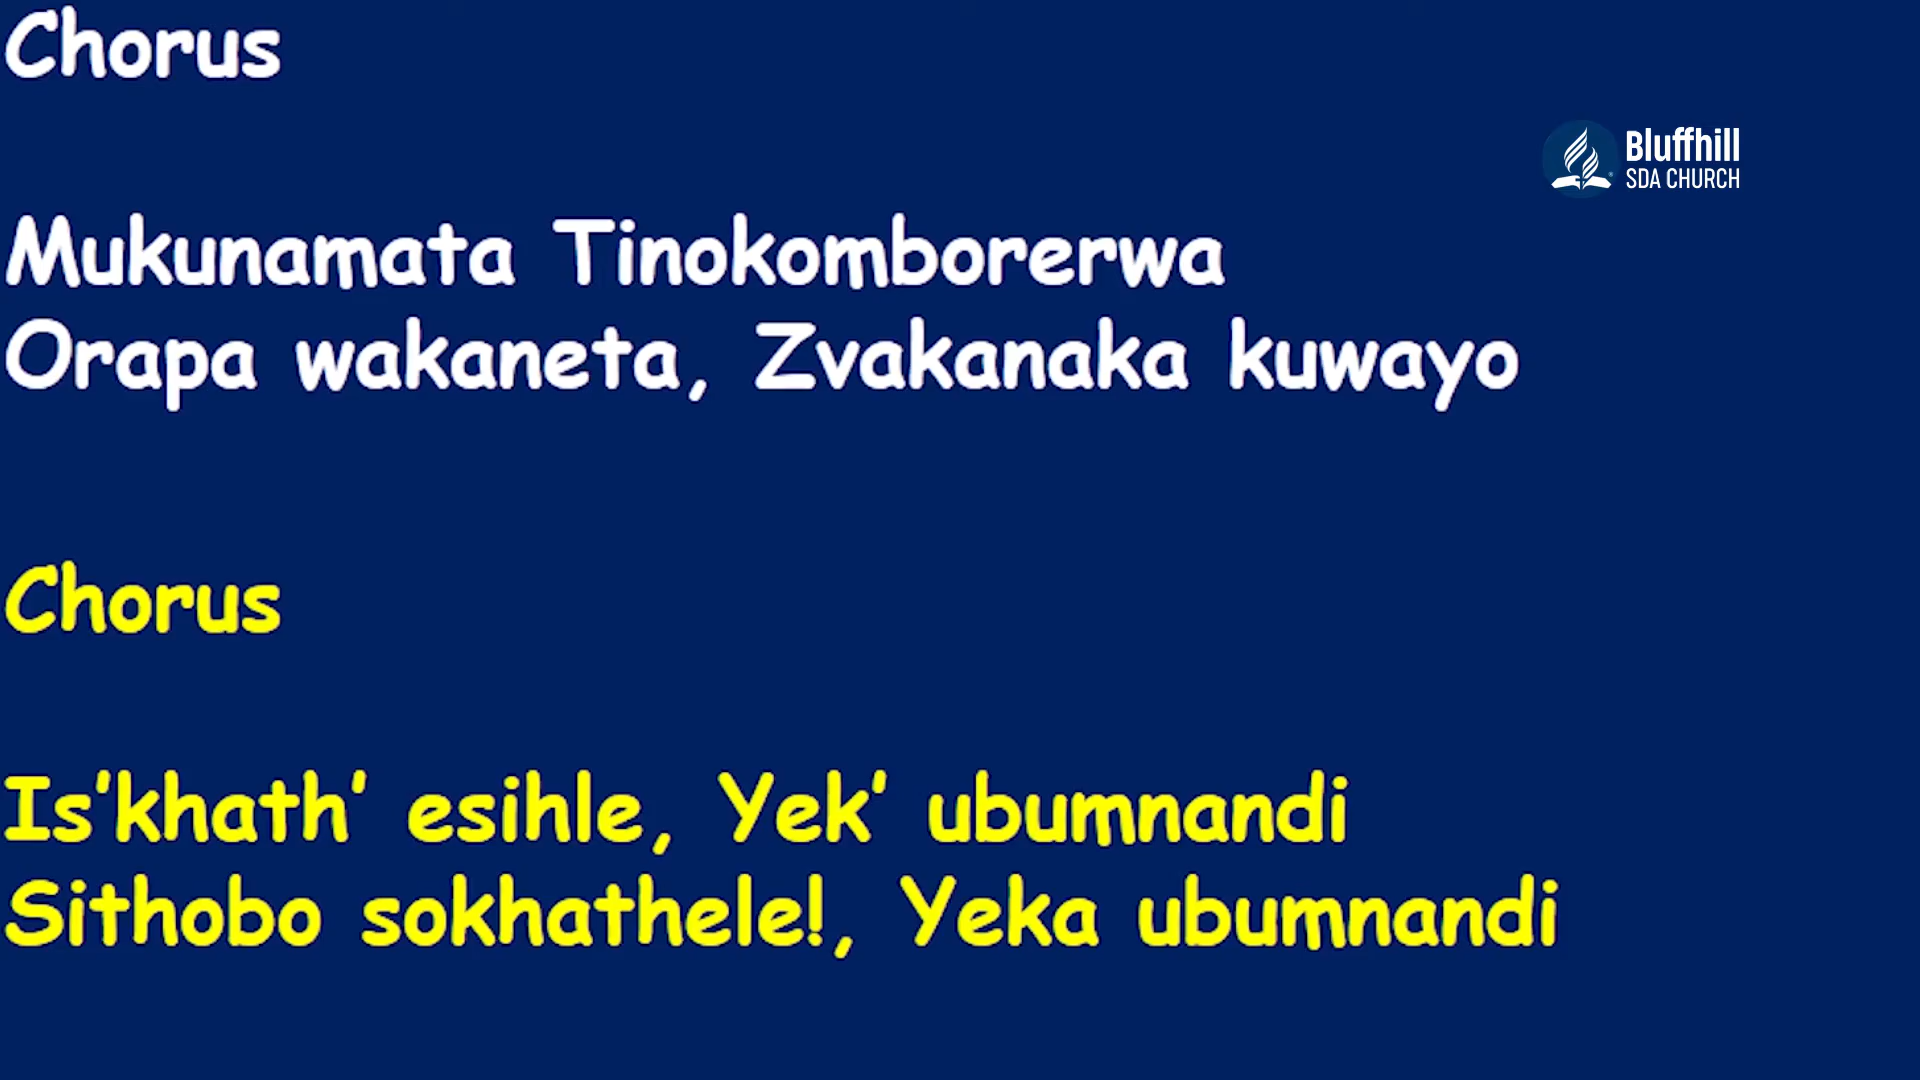 Chorus
Bluffhill
SDA CHURCH
Mukunamata Tinokomborerwa
Orapa wakaneta, Zvakanaka kuwayo
Chorus
Is’khath’ esihle, Yek’ ubumnandi
Sithobo sokhathele!, Yeka ubumnandi